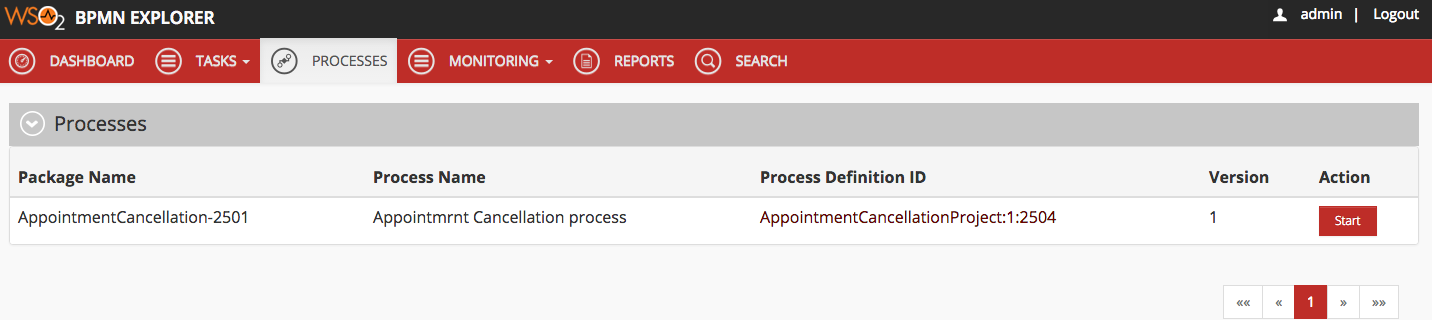 WSO2 BPMN EXPLORER admin | Logout
DASHBOARD TASKS PROCESSES MONITORING REPORTS SEARCH
Processes
Package Name Process Name Process Definition ID Version Action
AppointmentCancellation-2501 Appointmrnt Cancellation process AppointmentCancellationProject:1:2504 1 Start
«« « 1 » »»